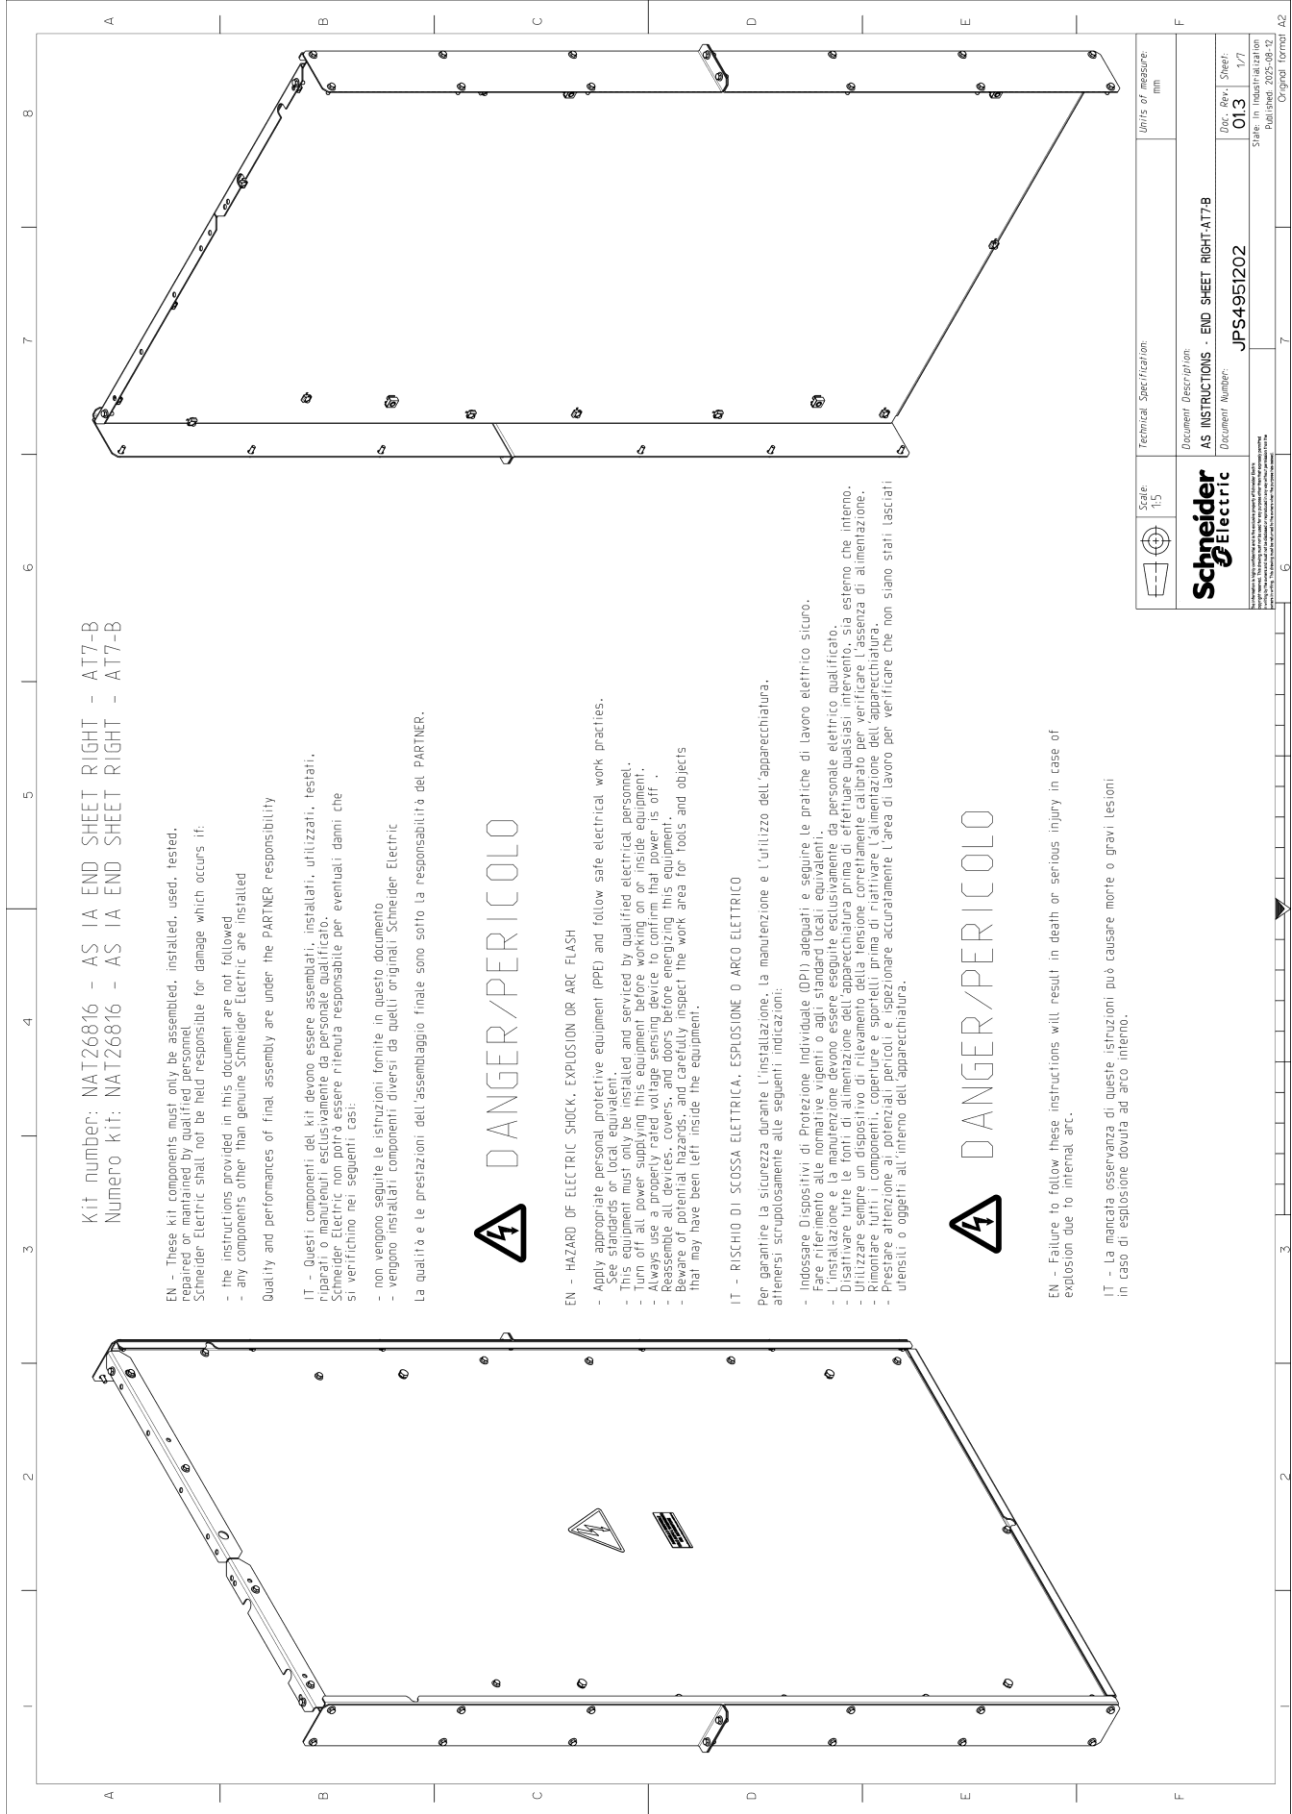 Kit number: NAT26816 - AS IA END SHEET RIGHT - AT7-B
Numero kit: NAT26816 - AS IA END SHEET RIGHT - AT7-B
EN - These kit components must only be assembled, installed, used, tested,
repaired or mantained by qualified personnel
Schneider Electric shall not be held responsible for damage which occurs if:
- the instructions provided in this document are not followed
- any components other than genuine Schneider Electric are installed
Quality and performances of final assembly are under the PARTNER responsibility
IT - Questi componenti del kit devono essere assemblati, installati, utilizzati, testati,
riparati o manutenuti esclusivamente da personale qualificato.
Schneider Electric non potrà essere ritenuta responsabile per eventuali danni che
si verifichino nei seguenti casi:
- non vengono seguite le istruzioni fornite in questo documento
- vengono installati componenti diversi da quelli originali Schneider Electric
La qualità e le prestazioni dell'assemblaggio finale sono sotto la responsabilità del PARTNER.
DANGER/PERICOLO
EN - HAZARD OF ELECTRIC SHOCK, EXPLOSION OR ARC FLASH
- Apply appropriate personal protective equipment (PPE) and follow safe electrical work practies.
See standards or local equivalent.
- This equipment must only be installed and serviced by qualified electrical personnel.
- Turn off all power supplying this equipment before working on or inside equipment.
- Always use a properly rated voltage sensing device to confirm that power is off .
- Reassemble all devices, covers, and doors before energizing this equipment.
- Beware of potential hazards, and carefully inspect the work area for tools and objects
that may have been left inside the equipment.
IT - RISCHIO DI SCOSSA ELETTRICA, ESPLOSIONE O ARCO ELETTRICO
Per garantire la sicurezza durante l'installazione, la manutenzione e l'utilizzo dell'apparecchiatura,
attenersi scrupolosamente alle seguenti indicazioni:
- Indossare Dispositivi di Protezione Individuale (DPI) adeguati e seguire le pratiche di lavoro elettrico sicuro.
Fare riferimento alle normative vigenti o agli standard locali equivalenti.
- L'installazione e la manutenzione devono essere eseguite esclusivamente da personale elettrico qualificato.
- Disattivare tutte le fonti di alimentazione dell'apparecchiatura prima di effettuare qualsiasi intervento, sia esterno che interno.
- Utilizzare sempre un dispositivo di rilevamento della tensione correttamente calibrato per verificare l'assenza di alimentazione.
- Rimontare tutti i componenti, coperture e sportelli prima di riattivare l'alimentazione dell'apparecchiatura.
- Prestare attenzione ai potenziali pericoli e ispezionare accuratamente l'area di lavoro per verificare che non siano stati lasciati
utensili o oggetti all'interno dell'apparecchiatura.
DANGER/PERICOLO
EN - Failure to follow these instructions will result in death or serious injury in case of
explosion due to internal arc.
IT - La mancata osservanza di queste istruzioni può causare morte o gravi lesioni
in caso di esplosione dovuta ad arco interno.
Scale:
1:5
Technical Specification:
Units of measure:
mm
Schneider
Electric
Document Description:
AS INSTRUCTIONS - END SHEET RIGHT-AT7-B
Document Number:
JPS4951202
Doc. Rev.
01.3
Sheet:
1/7
State: In Industrialization
Published: 2025-08-12
Original format A2
1 2 3 4 5 6 7 8
A B C D E F
A B C D E F
2 3 6 7